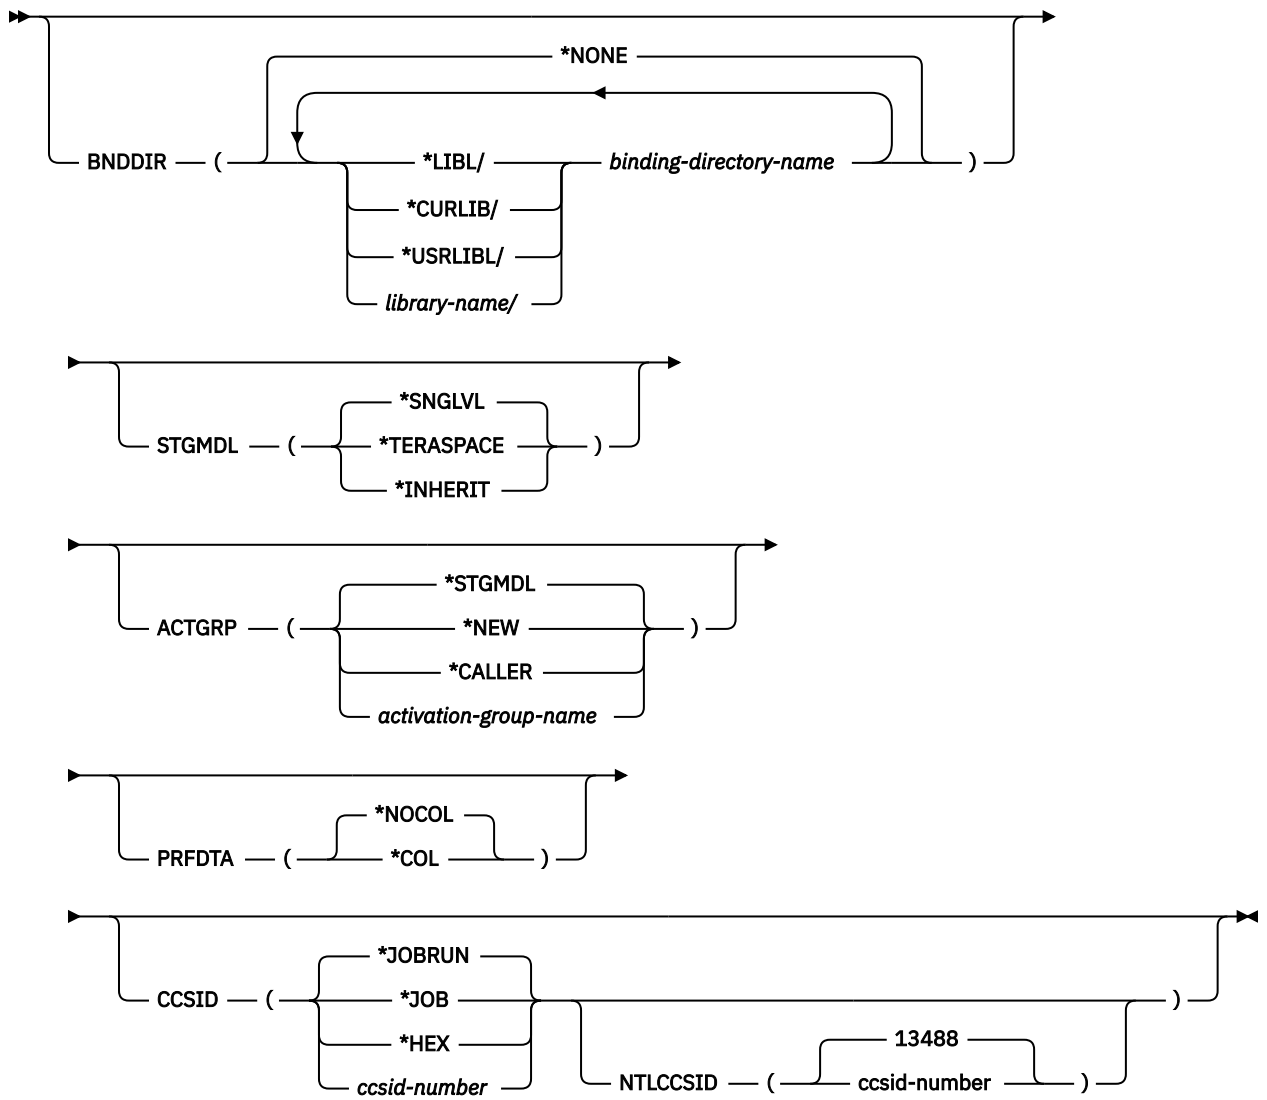 *NONE
BNDDIR ( *LIBL/ binding-directory-name )
*CURLIB/
*USRLIBL/
library-name/
*SNGLVL
STGMDL ( *TERASPACE )
*INHERIT
*STGMDL
ACTGRP ( *NEW )
*CALLER
activation-group-name
*NOCOL
PRFDTA ( *COL )
*JOBRUN
CCSID ( *JOB )
*HEX
13488
ccsid-number
NTLCCSID ( ccsid-number )